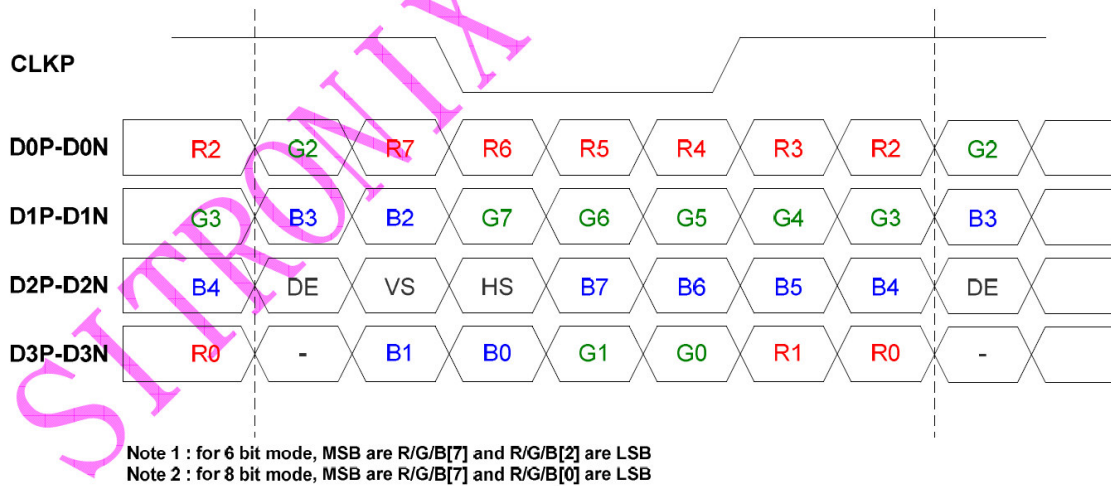 CLKP
D0P-D0N R2 G2 R7 R6 R5 R4 R3 R2 G2
D1P-D1N G3 B3 B2 G7 G6 G5 G4 G3 B3
D2P-D2N B4 DE VS HS B7 B6 B5 B4 DE
D3P-D3N R0 - B1 B0 G1 G0 R1 R0 -
SITRONIX
Note 1 : for 6 bit mode, MSB are R/G/B[7] and R/G/B[2] are LSB
Note 2 : for 8 bit mode, MSB are R/G/B[7] and R/G/B[0] are LSB